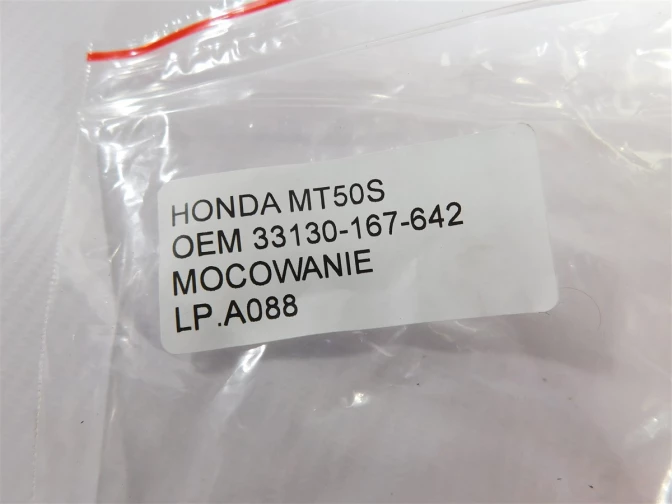 HONDA MT50S
OEM 33130-167-642
MOCOWANIE
LP.A088